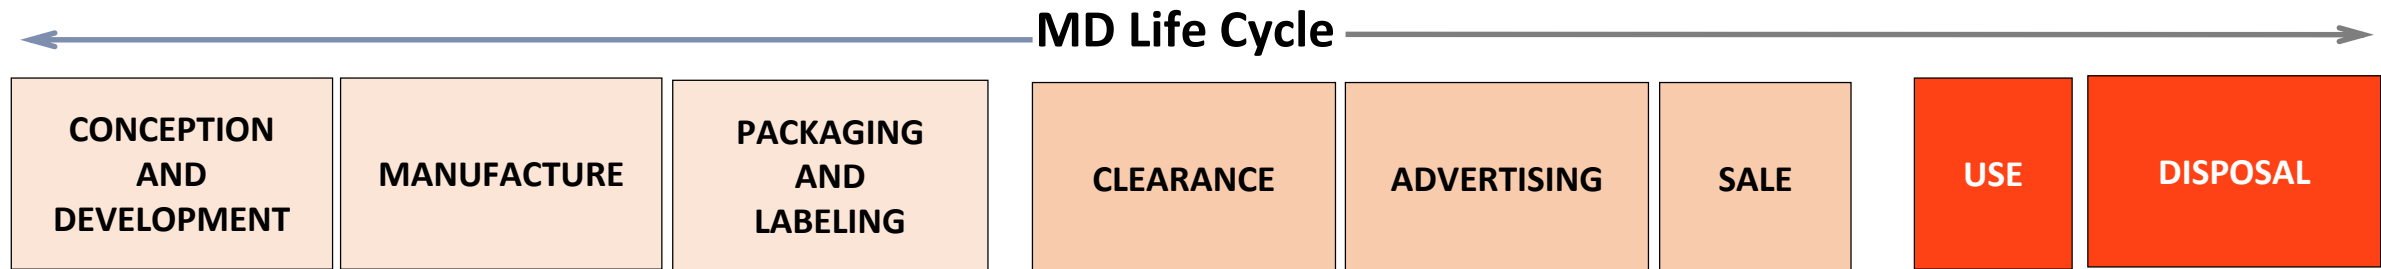 MD Life Cycle
CONCEPTION
AND
DEVELOPMENT
MANUFACTURE
PACKAGING
AND
LABELING
CLEARANCE
ADVERTISING
SALE
USE
DISPOSAL